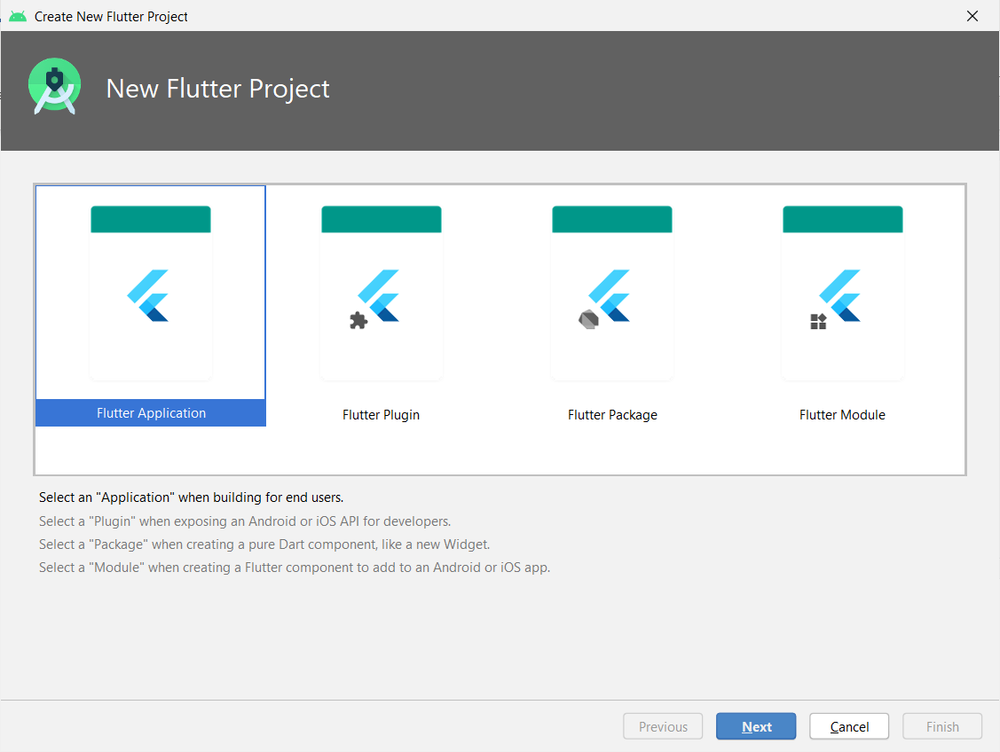 Create New Flutter Project
New Flutter Project
Flutter Application
Flutter Plugin
Flutter Package
Flutter Module
Select an "Application" when building for end users.
Select a "Plugin" when exposing an Android or iOS API for developers.
Select a "Package" when creating a pure Dart component, like a new Widget.
Select a "Module" when creating a Flutter component to add to an Android or iOS app.
Previous
Next
Cancel
Finish